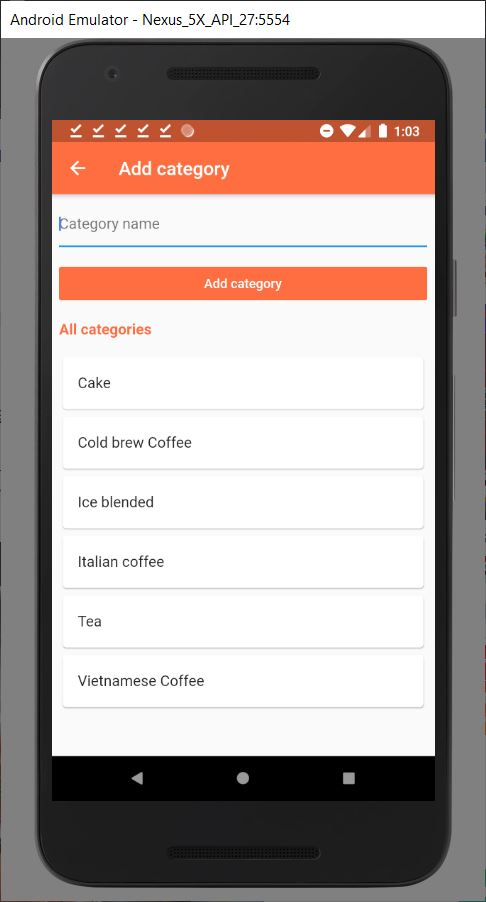 Android Emulator - Nexus_5X_API_27:5554
1:03
Add category
Category name
Add category
All categories
Cake
Cold brew Coffee
Ice blended
Italian coffee
Tea
Vietnamese Coffee